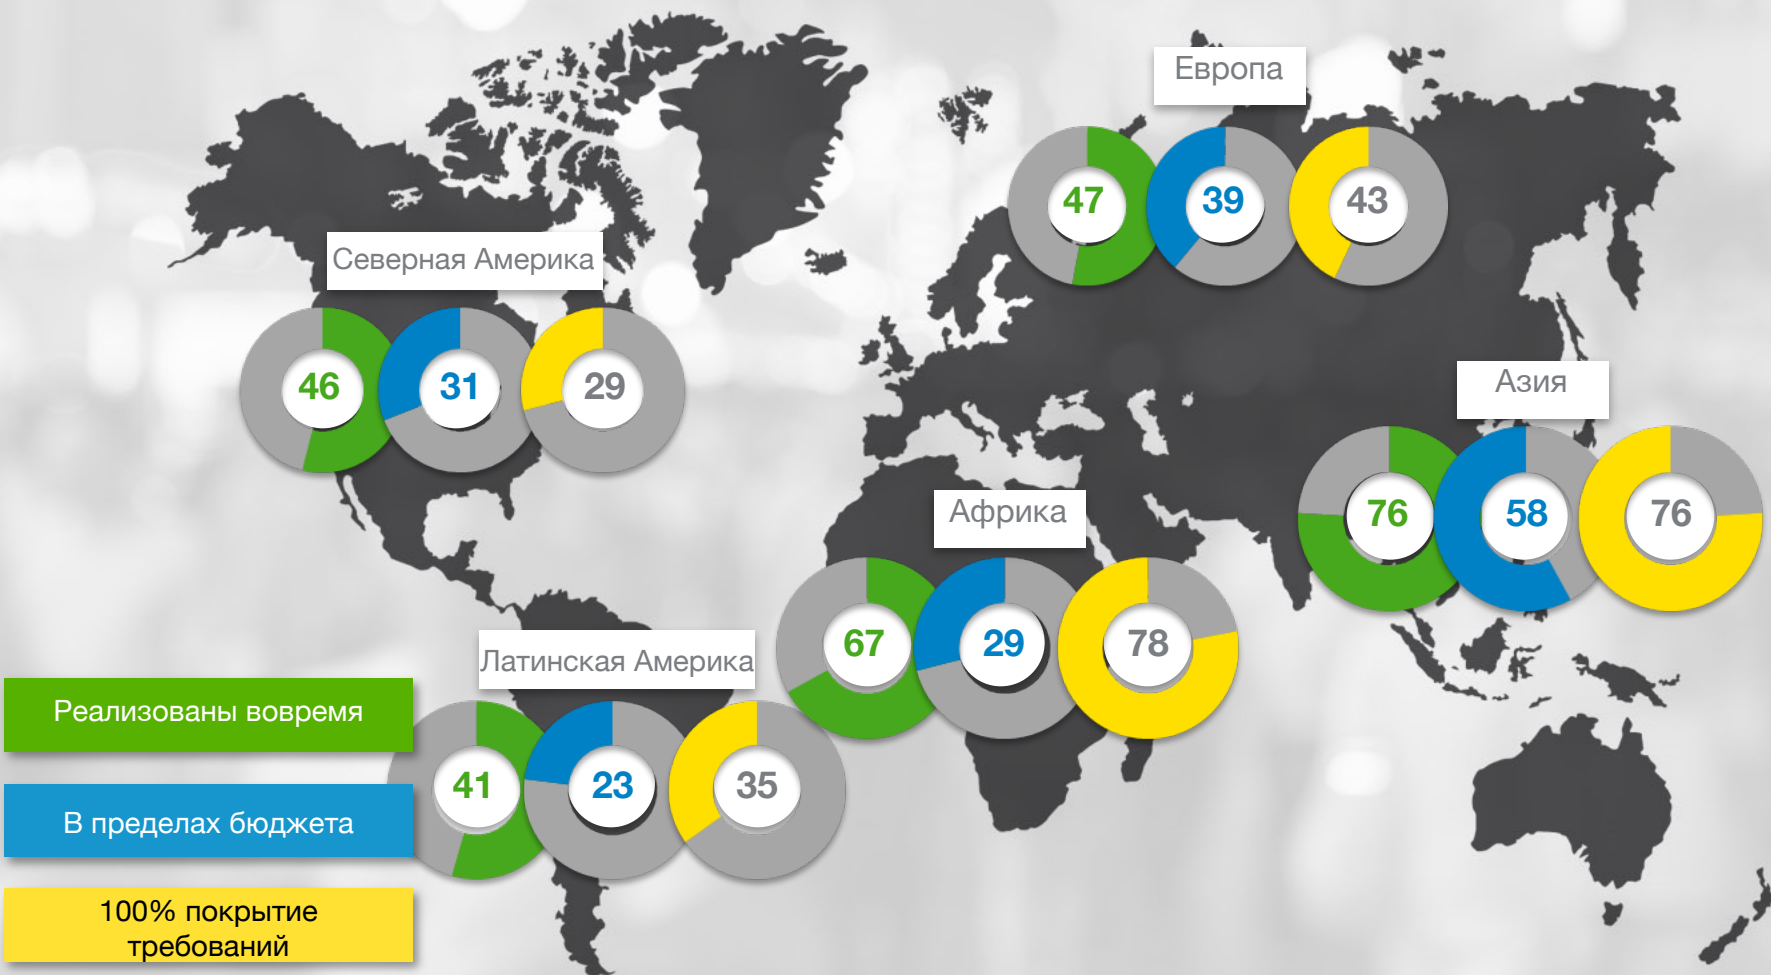 Европа
47
39
43
Северная Америка
46
31
29
Азия
76
58
76
Африка
67
29
78
Латинская Америка
41
23
35
Реализованы вовремя
В пределах бюджета
100% покрытие
требований